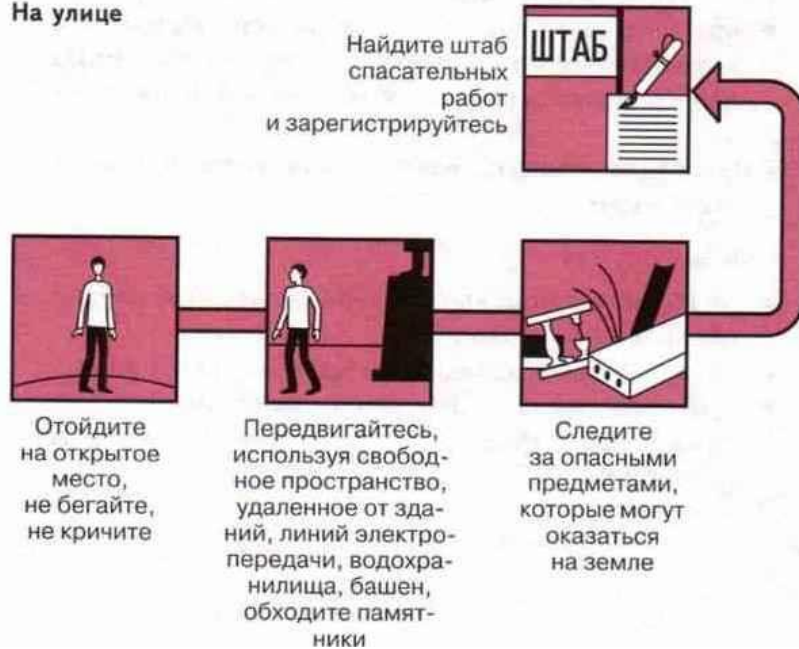 На улице
Найдите штаб
спасательных
работ
и зарегистрируйтесь
ШТАБ
Отойдите
на открытое
место,
не бегайте,
не кричите
Передвигайтесь,
используя свобод-
ное пространство,
удаленное от зда-
ний, линий электро-
передачи, водохра-
нилища, башен,
обходите памят-
ники
Следите
за опасными
предметами,
которые могут
оказаться
на земле